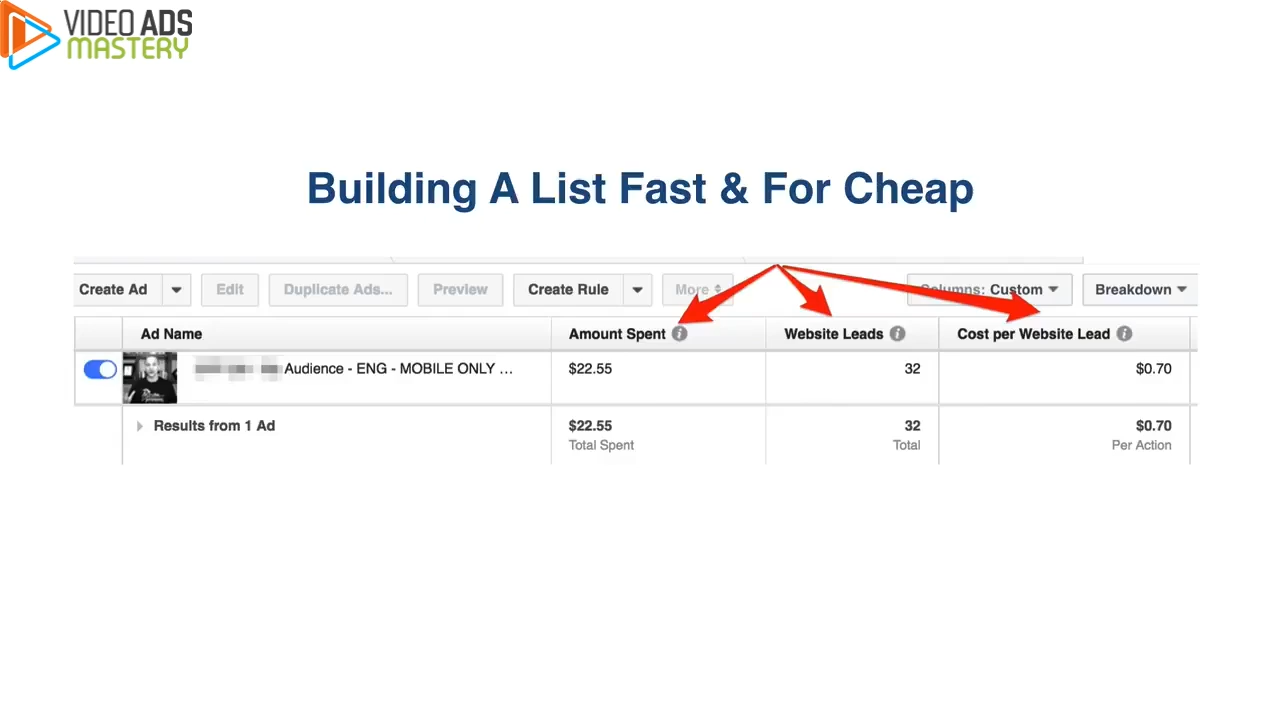 VIDEO ADS
MASTERY
Building A List Fast & For Cheap
Create Ad Edit Duplicate Ads... Preview Create Rule More Columns: Custom Breakdown
Ad Name Amount Spent Website Leads Cost per Website Lead
Audience - ENG - MOBILE ONLY ... $22.55 32 $0.70
Results from 1 Ad $22.55 32 $0.70
Total Spent Total Per Action